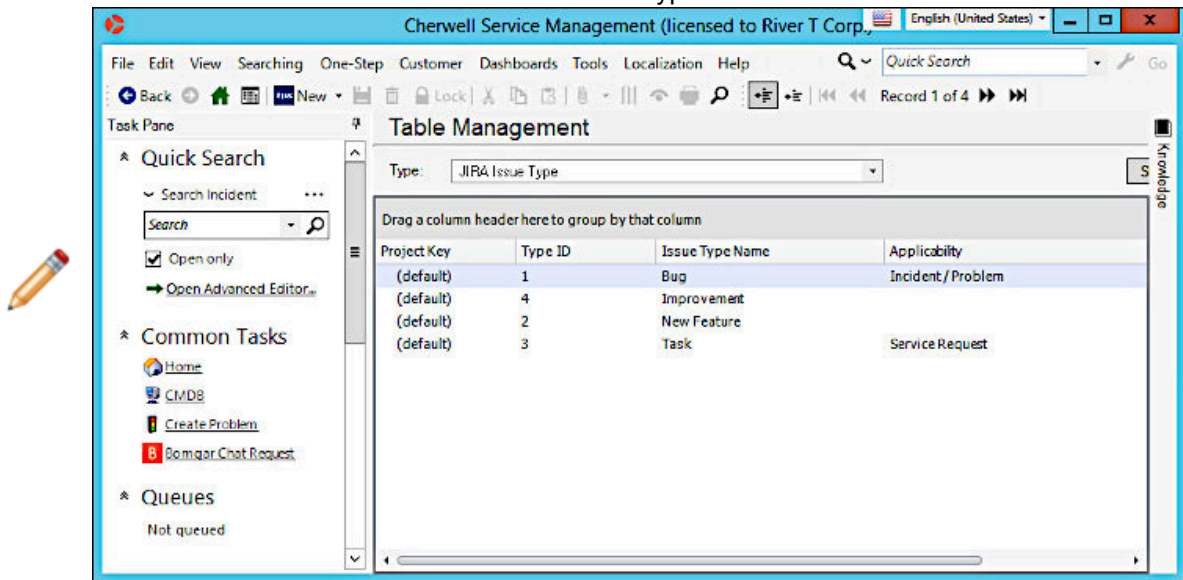 Cherwell Service Management (licensed to River T Corp.)
English (United States)
File Edit View Searching One-Step Customer Dashboards Tools Localization Help Quick Search Go
Back New Lock Record 1 of 4
Task Pane
Table Management
Quick Search
Type: JIRA Issue Type
S
Knowledge
Search Incident ...
Search
Open only
Open Advanced Editor...
Drag a column header here to group by that column
Project Key Type ID Issue Type Name Applicability
(default) 1 Bug Incident / Problem
(default) 4 Improvement
(default) 2 New Feature
(default) 3 Task Service Request
Common Tasks
Home
CMDB
Create Problem
B Bomgar Chat Request
Queues
Not queued